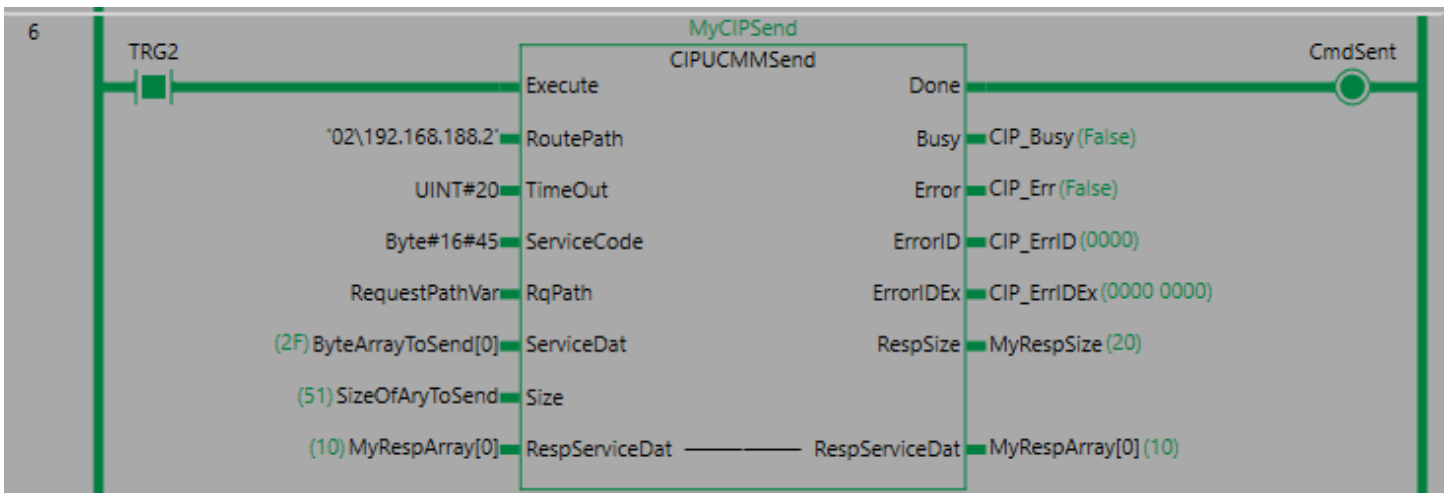 6
MyCIPSend
TRG2 CIPUCMMSend CmdSent
Execute Done
'02\192.168.188.2' RoutePath Busy CIP_Busy (False)
UINT#20 TimeOut Error CIP_Err (False)
Byte#16#45 ServiceCode ErrorID CIP_ErrID (0000)
RequestPathVar RqPath ErrorIDEx CIP_ErrIDEx (0000 0000)
(2F) ByteArrayToSend[0] ServiceDat RespSize MyRespSize (20)
(51) SizeOfAryToSend Size
(10) MyRespArray[0] RespServiceDat RespServiceDat MyRespArray[0] (10)